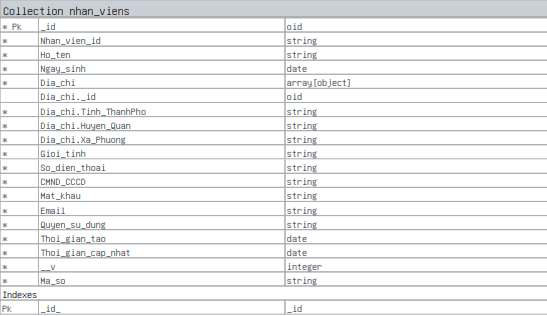 Collection nhan_viens
* Pk _id oid
* Nhan_vien_id string
* Ho_ten string
* Ngay_sinh date
* Dia_chi array[object]
Dia_chi._id oid
* Dia_chi.Tinh_ThanhPho string
* Dia_chi.Huyen_Quan string
* Dia_chi.Xa_Phuong string
* Gioi_tinh string
* So_dien_thoai string
* CMND_CCCD string
* Mat_khau string
* Email string
* Quyen_su_dung string
* Thoi_gian_tao date
* Thoi_gian_cap_nhat date
* __v integer
* Ma_so string
Indexes
Pk _id_ _id